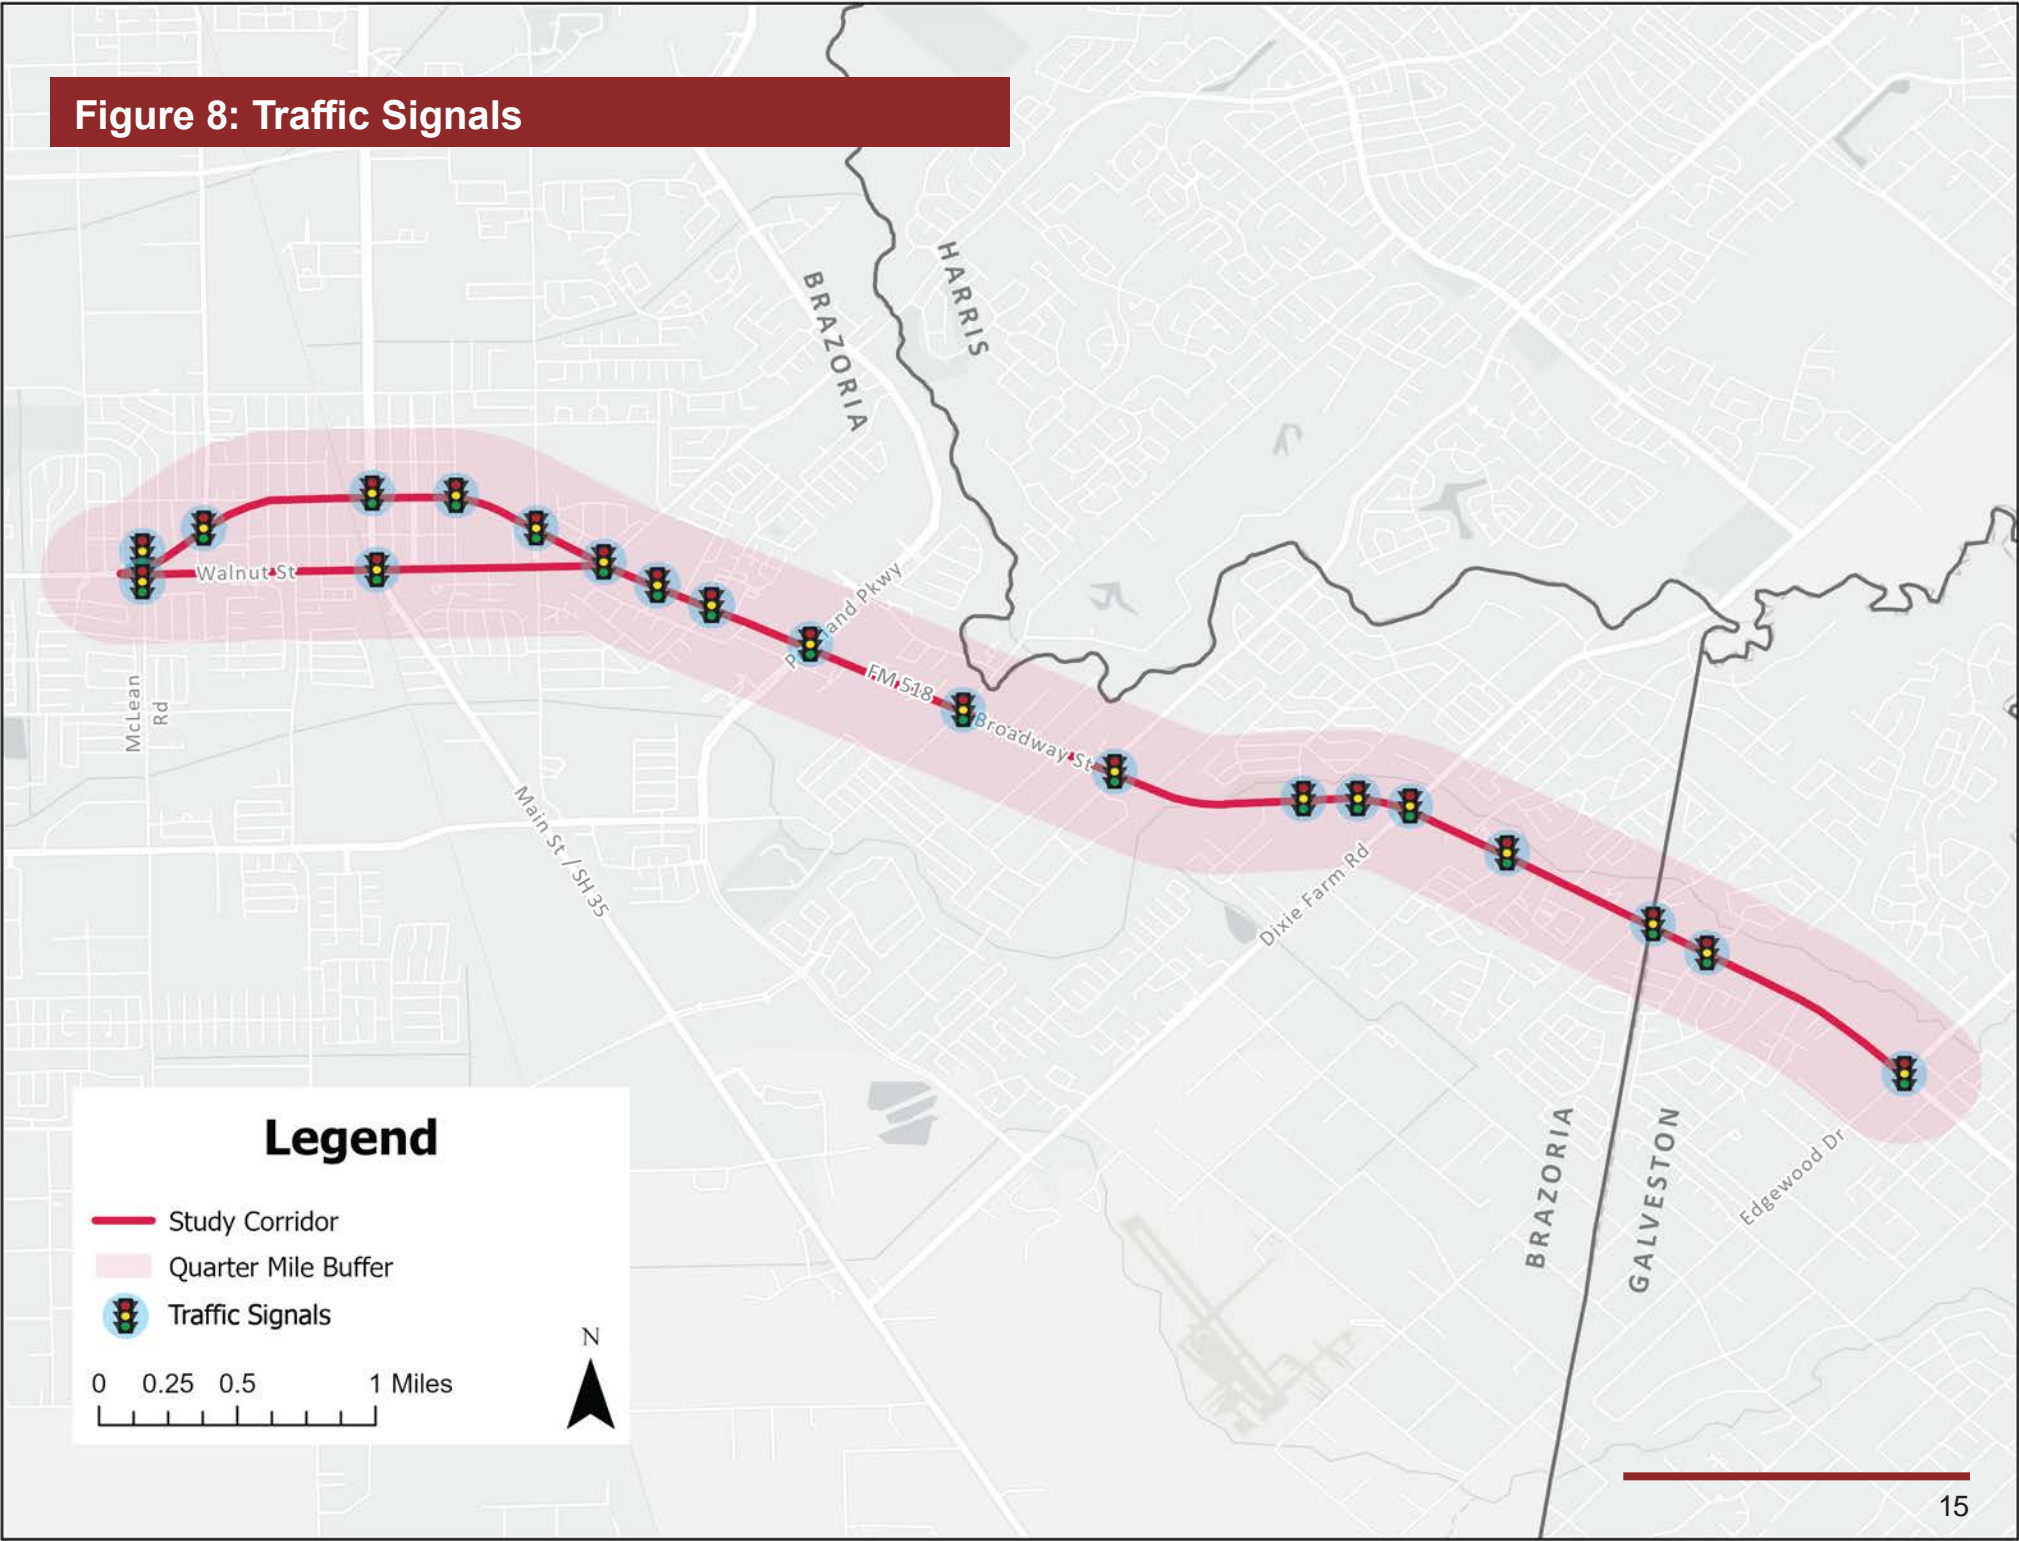 Figure 8: Traffic Signals
HARRIS
BRAZORIA
Walnut St
land Pkwy
FM 518
McLean
Rd
Broadway St
Main St / SH 35
Dixie Farm Rd
BRAZORIA
GALVESTON
Edgewood Dr
Legend
Study Corridor
Quarter Mile Buffer
Traffic Signals
N
0 0.25 0.5 1 Miles
15